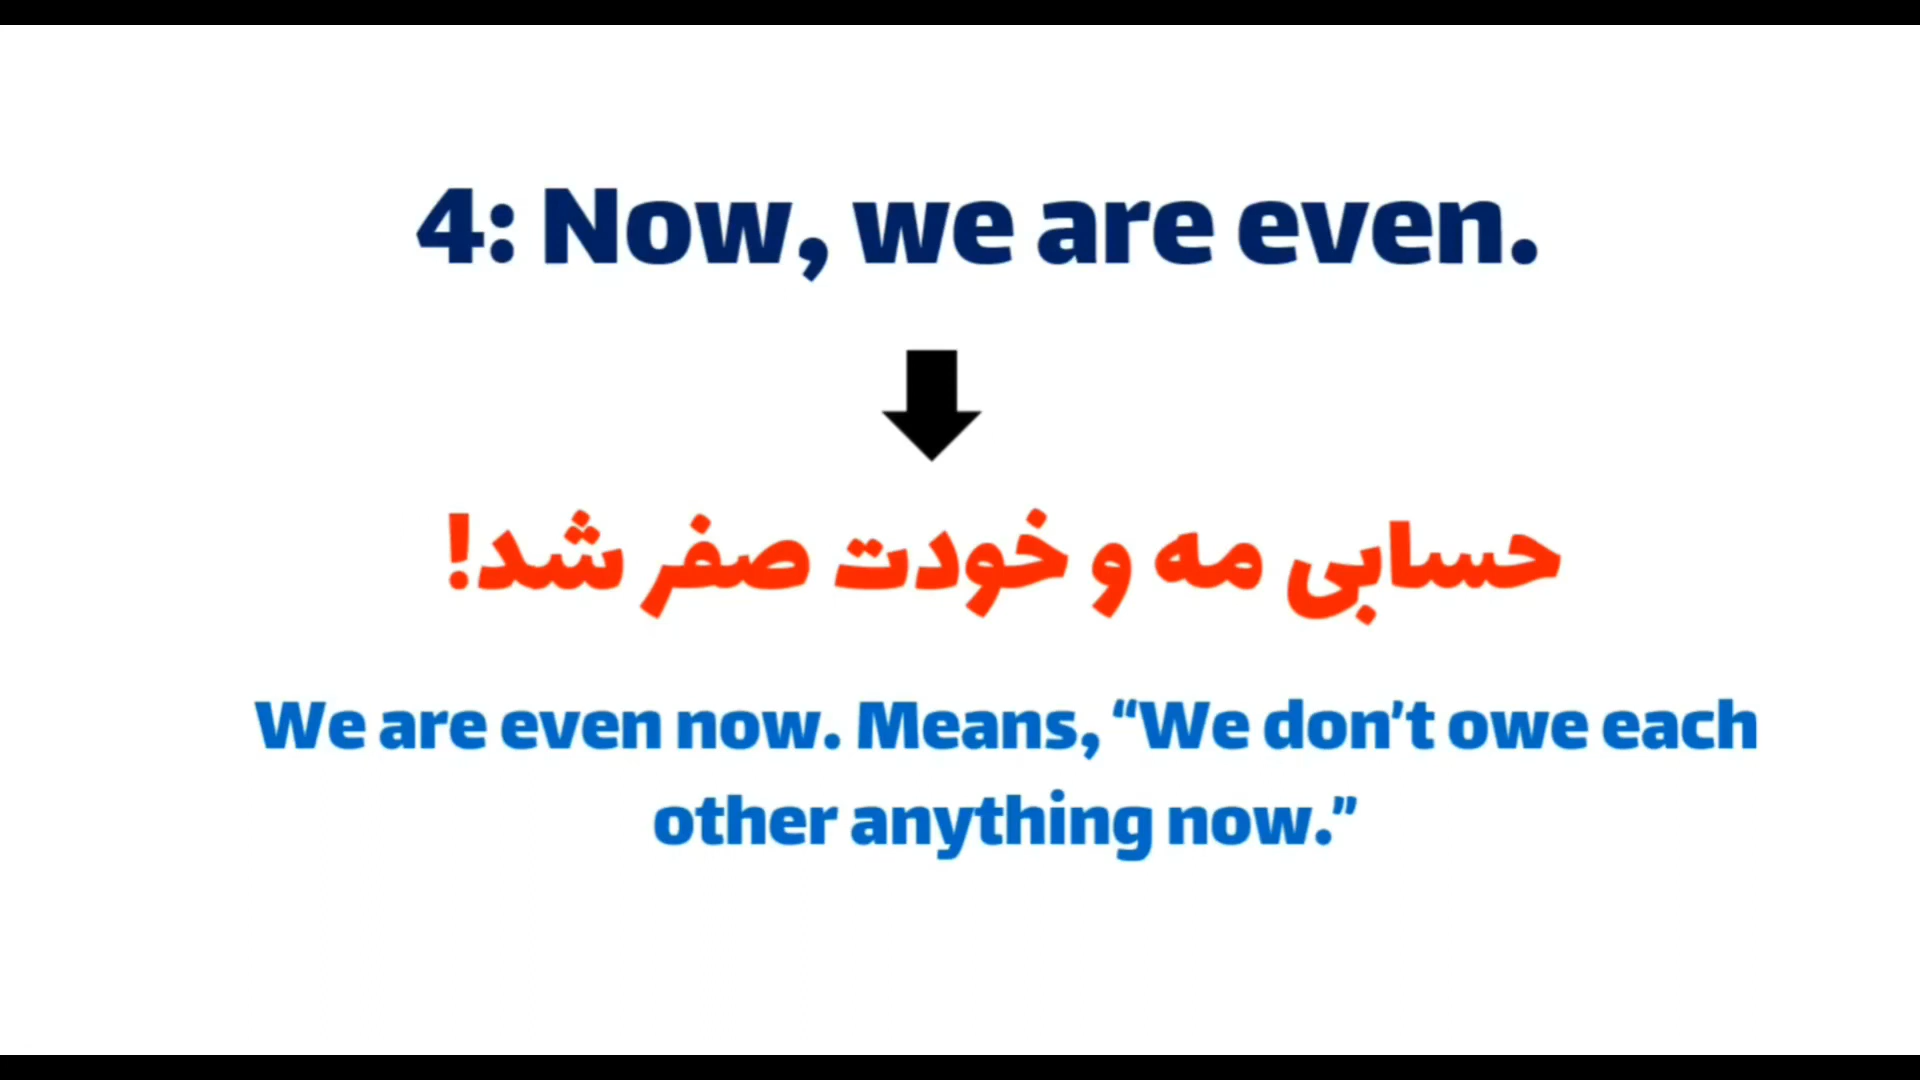 4: Now, we are even.
حسابی مه و خودت صفر شد!
We are even now. Means, “We don’t owe each
other anything now.”